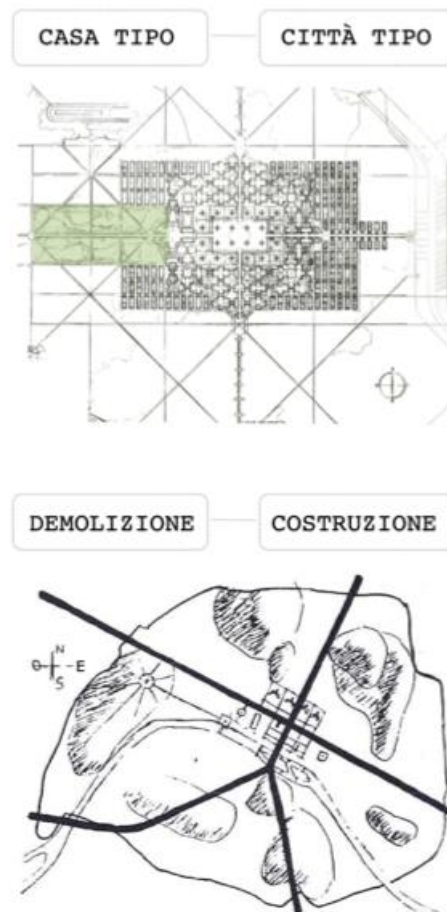 CASA TIPO
CITTÀ TIPO
DEMOLIZIONE
COSTRUZIONE
N
O
E
S